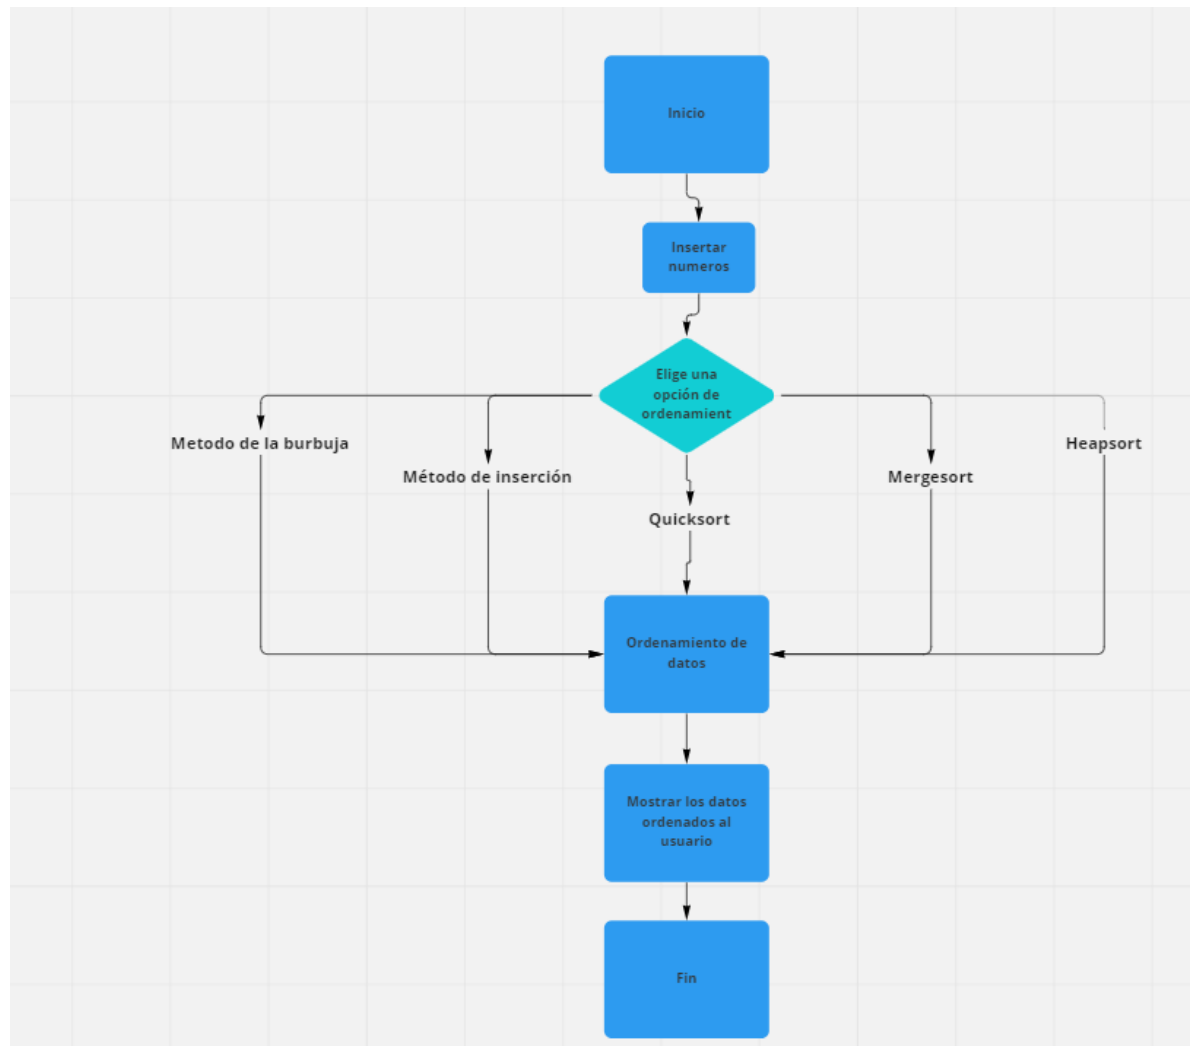 Inicio
Insertar
numeros
Elige una
opción de
ordenamient
Metodo de la burbuja
Heapsort
Método de inserción
Mergesort
Quicksort
Ordenamiento de
datos
Mostrar los datos
ordenados al
usuario
Fin